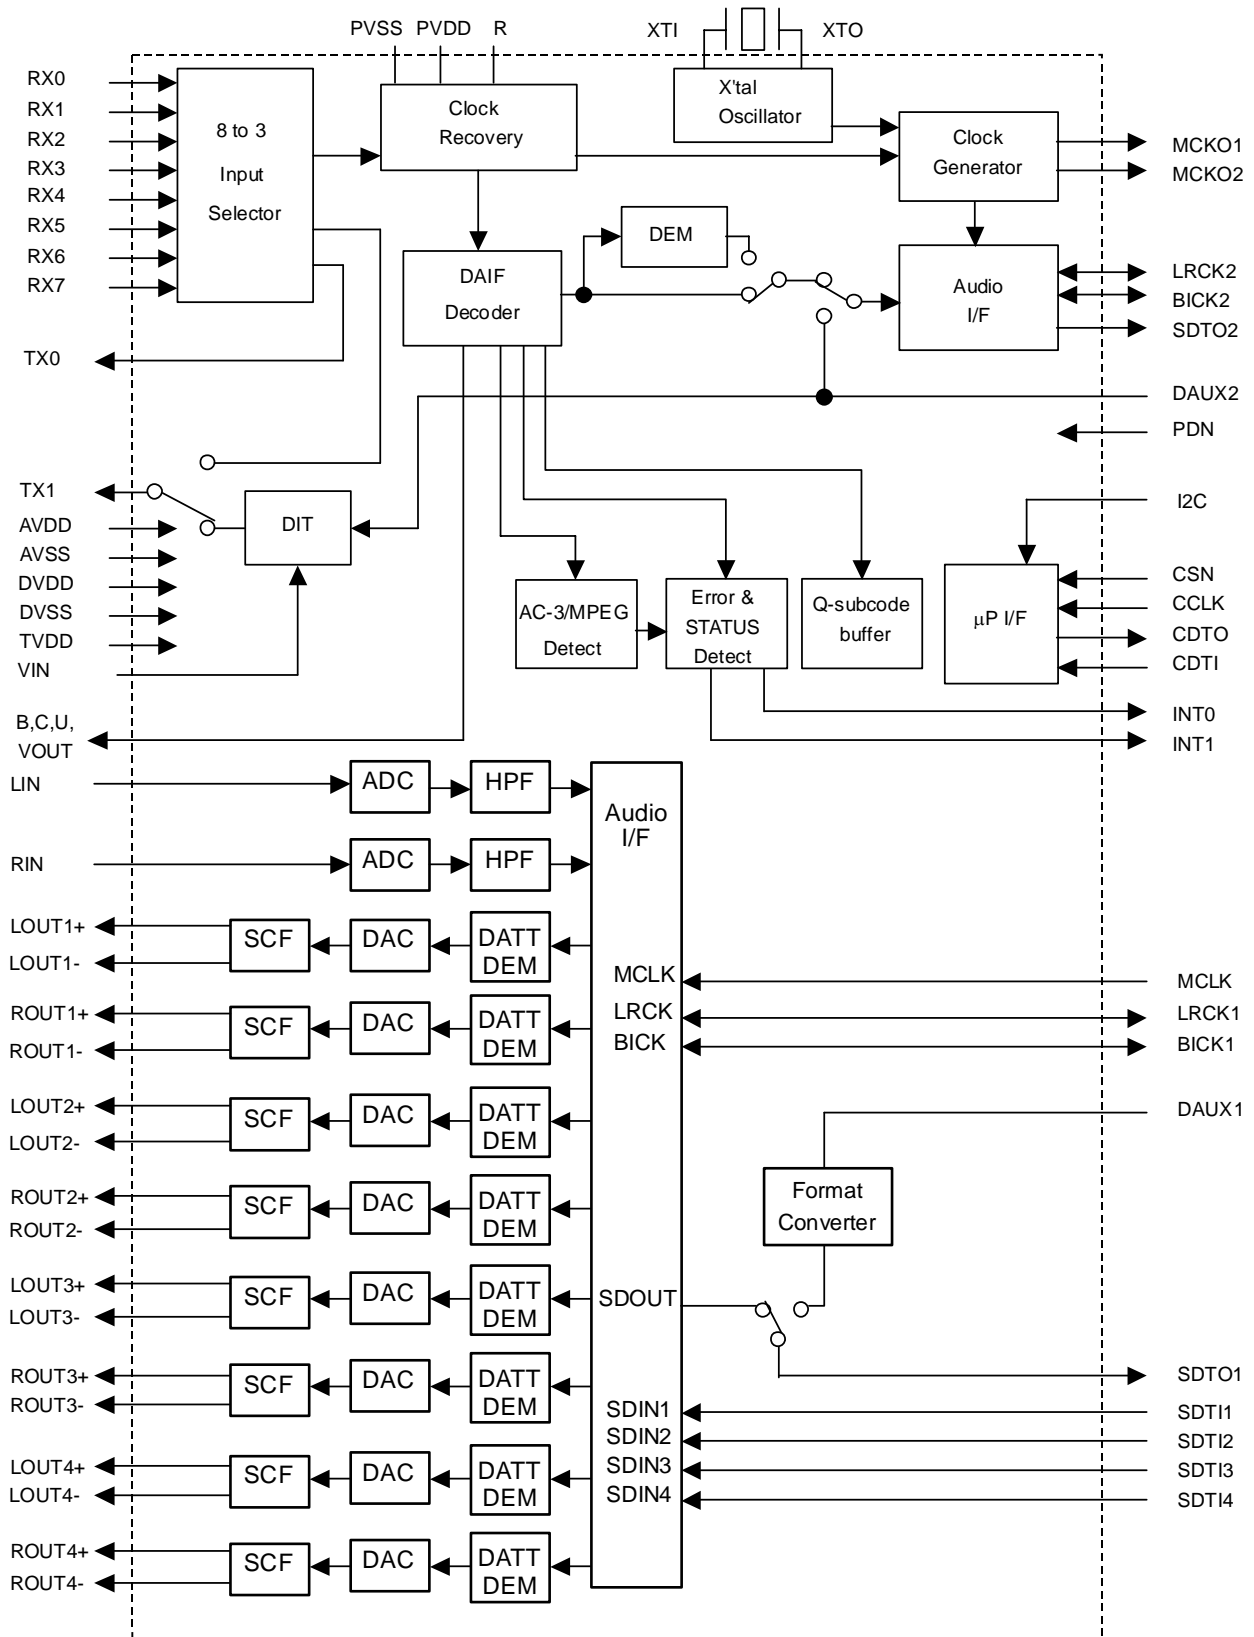 PVSS PVDD R
XTI XTO
RX0
RX1
RX2
RX3
RX4
RX5
RX6
RX7
8 to 3
Input
Selector
Clock
Recovery
X'tal
Oscillator
Clock
Generator
MCKO1
MCKO2
DEM
DAIF
Decoder
Audio
I/F
LRCK2
BICK2
SDTO2
TX0
DAUX2
PDN
TX1
AVDD
AVSS
DVDD
DVSS
TVDD
VIN
DIT
I2C
AC-3/MPEG
Detect
Error &
STATUS
Detect
Q-subcode
buffer
μP I/F
CSN
CCLK
CDTO
CDTI
INT0
INT1
B,C,U,
VOUT
LIN
ADC HPF
RIN
ADC HPF
Audio
I/F
LOUT1+
LOUT1-
SCF DAC DATT
DEM
ROUT1+
ROUT1-
SCF DAC DATT
DEM
LOUT2+
LOUT2-
SCF DAC DATT
DEM
ROUT2+
ROUT2-
SCF DAC DATT
DEM
LOUT3+
LOUT3-
SCF DAC DATT
DEM
ROUT3+
ROUT3-
SCF DAC DATT
DEM
LOUT4+
LOUT4-
SCF DAC DATT
DEM
ROUT4+
ROUT4-
SCF DAC DATT
DEM
MCLK MCLK
LRCK LRCK1
BICK BICK1
DAUX1
Format
Converter
SDOUT
SDTO1
SDIN1 SDTI1
SDIN2 SDTI2
SDIN3 SDTI3
SDIN4 SDTI4